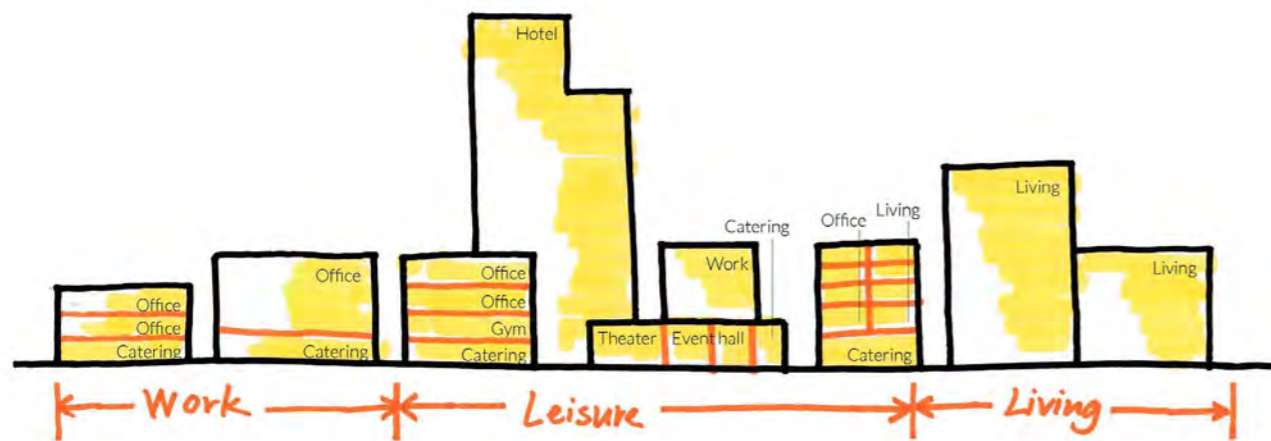 Hotel
Catering
Office
Living
Living
Work
Living
Office
Office
Office
Office
Office
Gym
Theater
Event hall
Catering
Catering
Catering
Catering
Work
Leisure
Living